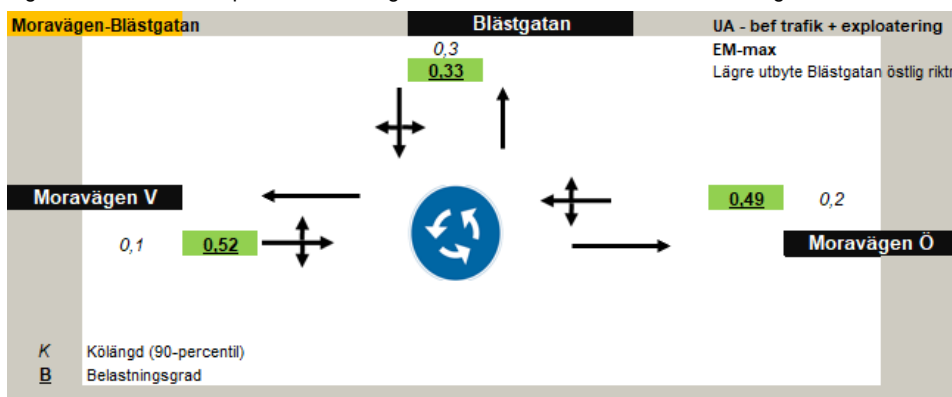 Moravägen-Blästgatan
Blästgatan
UA - bef trafik + exploatering
0,3
EM-max
0,33
Lägre utbyte Blästgatan östlig riktn
Moravägen V
0,49 0,2
0,1 0,52
Moravägen Ö
K Kölängd (90-percentil)
B Belastningsgrad